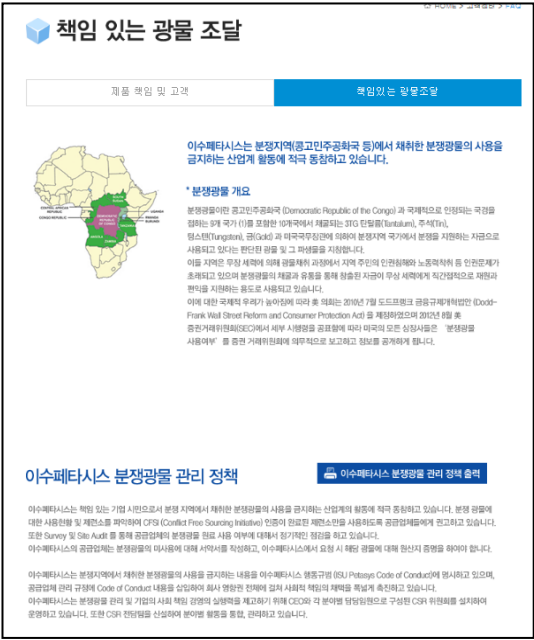 HOME > 고객행동 > FAQ
책임 있는 광물 조달
제품 책임 및 고객
책임있는 광물조달
이수페타시스는 분쟁지역(콩고민주공화국 등)에서 채취한 분쟁광물의 사용을
금지하는 산업계 활동에 적극 동참하고 있습니다.
* 분쟁광물 개요
분쟁광물이란 콩고민주공화국 (Democratic Republic of the Congo) 과 국제적으로 인정되는 국경을
접하는 9개 국가 (1)를 포함한 10개국에서 채굴되는 3TG 탄탈륨(Tantalum), 주석(Tin),
텅스텐(Tungsten), 금(Gold) 과 미국국무장관에 의하여 분쟁지역 국가에서 분쟁을 지원하는 자금으로
사용되고 있다는 판단한 광물 및 그 파생물을 지칭합니다.
이들 지역은 무장 세력에 의해 광물채취 과정에서 지역 주민의 인권침해와 노동력착취 등 인권문제가
초래되고 있으며 분쟁광물의 채굴과 유통을 통해 창출된 자금이 무상 세력에게 직간접적으로 재원과
편익을 지원하는 용도로 사용되고 있습니다.
이에 대한 국제적 우려가 높아짐에 따라 美 의회는 2010년 7월 도드프랭크 금융규제개혁법안 (Dodd-
Frank Wall Street Reform and Consumer Protection Act) 을 제정하였으며 2012년 8월 美
증권거래위원회(SEC)에서 세부 시행령을 공표함에 따라 미국의 모든 상장사들은 '분쟁광물
사용여부' 를 증권 거래위원회에 의무적으로 보고하고 정보를 공개하게 됩니다.
CENTRAL AFRICAN REPUBLIC
SOUTH SUDAN
CONGO REPUBLIC
DEMOCRATIC REPUBLIC OF CONGO
UGANDA
RWANDA
BURUNDI
TANZANIA
ANGOLA
ZAMBIA
이수페타시스 분쟁광물 관리 정책
이수페타시스 분쟁광물 관리 정책 출력
이수페타시스는 책임 있는 기업 시민으로서 분쟁 지역에서 채취한 분쟁광물의 사용을 금지하는 산업계의 활동에 적극 동참하고 있습니다. 분쟁 광물에
대한 사용현황 및 제련소를 파악하여 CFSI (Conflict Free Sourcing Initiative) 인증이 완료된 제련소만을 사용하도록 공급업체들에게 권고하고 있습니다.
또한 Survey 및 Site Audit 를 통해 공급업체의 분쟁광물 원료 사용 여부에 대해서 정기적인 점검을 하고 있습니다.
이수페타시스의 공급업체는 분쟁광물의 미사용에 대해 서약서를 작성하고, 이수페타시스에서 요청 시 해당 광물에 대해 원산지 증명을 하여야 합니다.
이수페타시스는 분쟁지역에서 채취한 분쟁광물의 사용을 금지하는 내용을 이수페타시스 행동규범 (ISU Petasys Code of Conduct)에 명시하고 있으며,
공급업체 관리 규정에 Code of Conduct 내용을 삽입하여 회사 영향원 전체에 걸쳐 사회적 책임의 채택을 폭넓게 촉진하고 있습니다.
이수페타시스는 분쟁광물 관리 및 기업의 사회 책임 경영의 실행력을 제고하기 위해 CEO와 각 분야별 담당임원으로 구성된 CSR 위원회를 설치하여
운영하고 있습니다. 또한 CSR 전담팀을 신설하여 분야별 활동을 통합, 관리하고 있습니다.